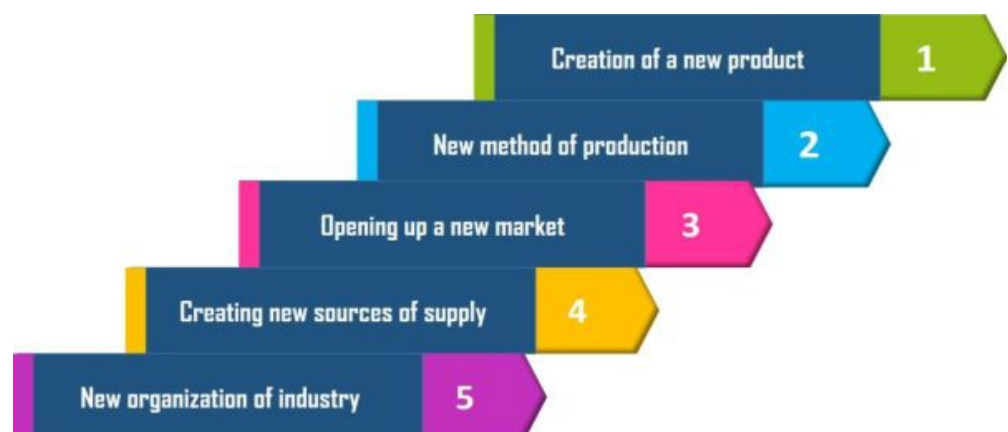 Creation of a new product 1
New method of production 2
Opening up a new market 3
Creating new sources of supply 4
New organization of industry 5